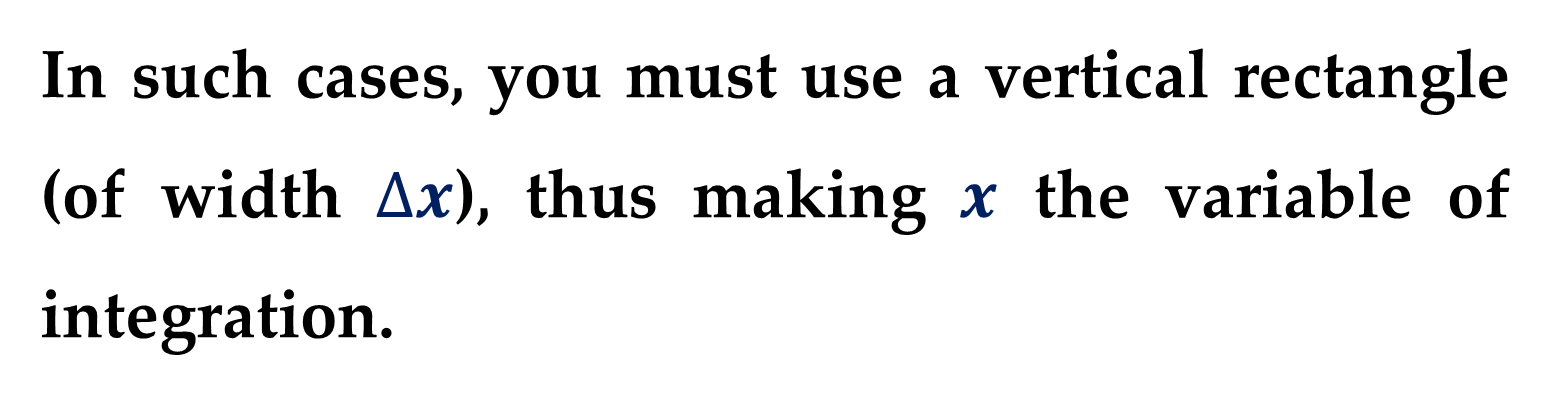 In such cases, you must use a vertical rectangle
(of width Δx), thus making x the variable of
integration.